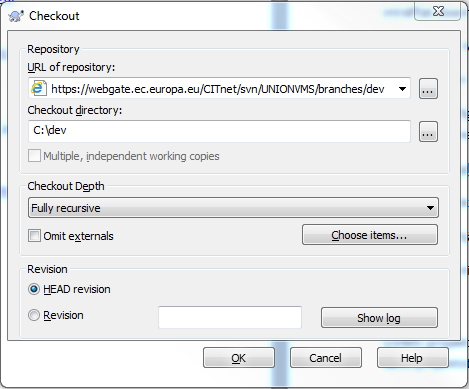 Checkout
Repository
URL of repository:
https://webgate.ec.europa.eu/CITnet/svn/UNIONVMS/branches/dev
...
Checkout directory:
C:\dev
...
Multiple, independent working copies
Checkout Depth
Fully recursive
Omit externals
Choose items...
Revision
HEAD revision
Revision
Show log
OK
Cancel
Help